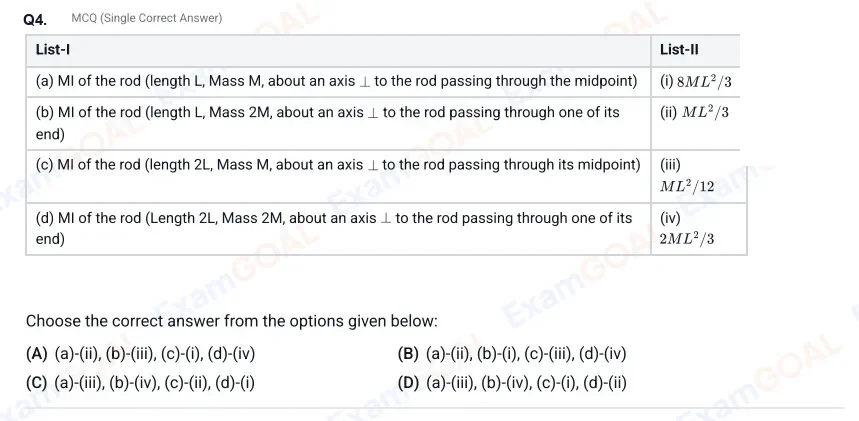 Q4. MCQ (Single Correct Answer)
List-I List-II
(a) MI of the rod (length L, Mass M, about an axis ⊥ to the rod passing through the midpoint) (i) 8ML²/3
(b) MI of the rod (length L, Mass 2M, about an axis ⊥ to the rod passing through one of its (ii) ML²/3
end)
(c) MI of the rod (length 2L, Mass M, about an axis ⊥ to the rod passing through its midpoint) (iii)
ML²/12
(d) MI of the rod (Length 2L, Mass 2M, about an axis ⊥ to the rod passing through one of its (iv)
end) 2ML²/3
Choose the correct answer from the options given below:
(A) (a)-(ii), (b)-(iii), (c)-(i), (d)-(iv) (B) (a)-(ii), (b)-(i), (c)-(iii), (d)-(iv)
(C) (a)-(iii), (b)-(iv), (c)-(ii), (d)-(i) (D) (a)-(iii), (b)-(iv), (c)-(i), (d)-(ii)
ExamGOAL